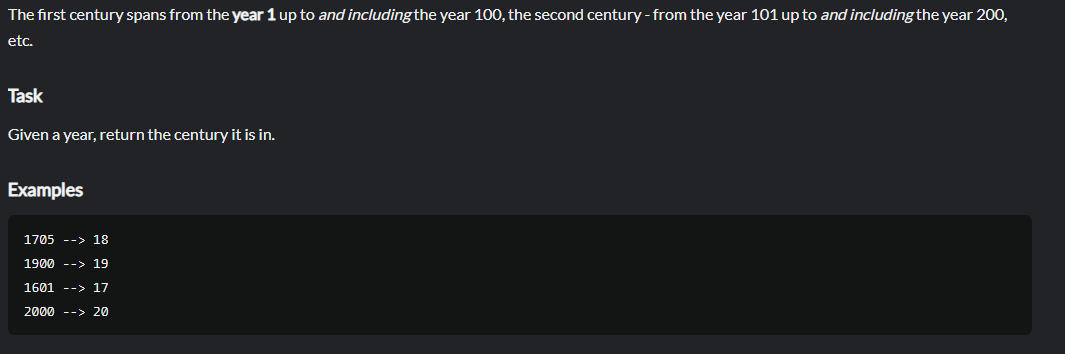 The first century spans from the year 1 up to and including the year 100, the second century - from the year 101 up to and including the year 200,
etc.
Task
Given a year, return the century it is in.
Examples
1705 --> 18
1900 --> 19
1601 --> 17
2000 --> 20